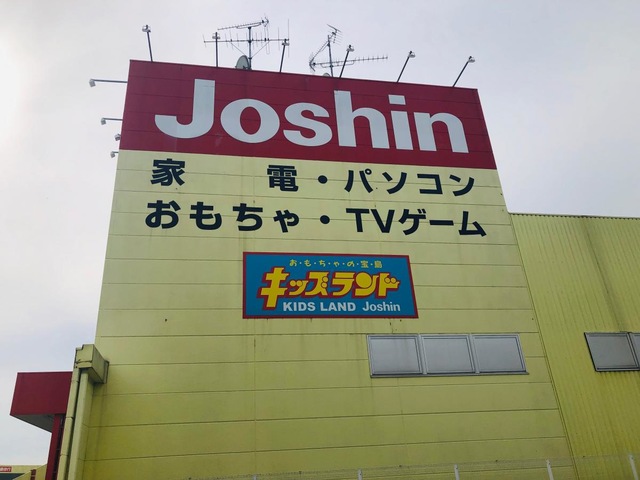 Joshin
家 電・パソコン
おもちゃ・TVゲーム
お・も・ち・ゃ・の・宝・島
キッズランド
KIDS LAND Joshin